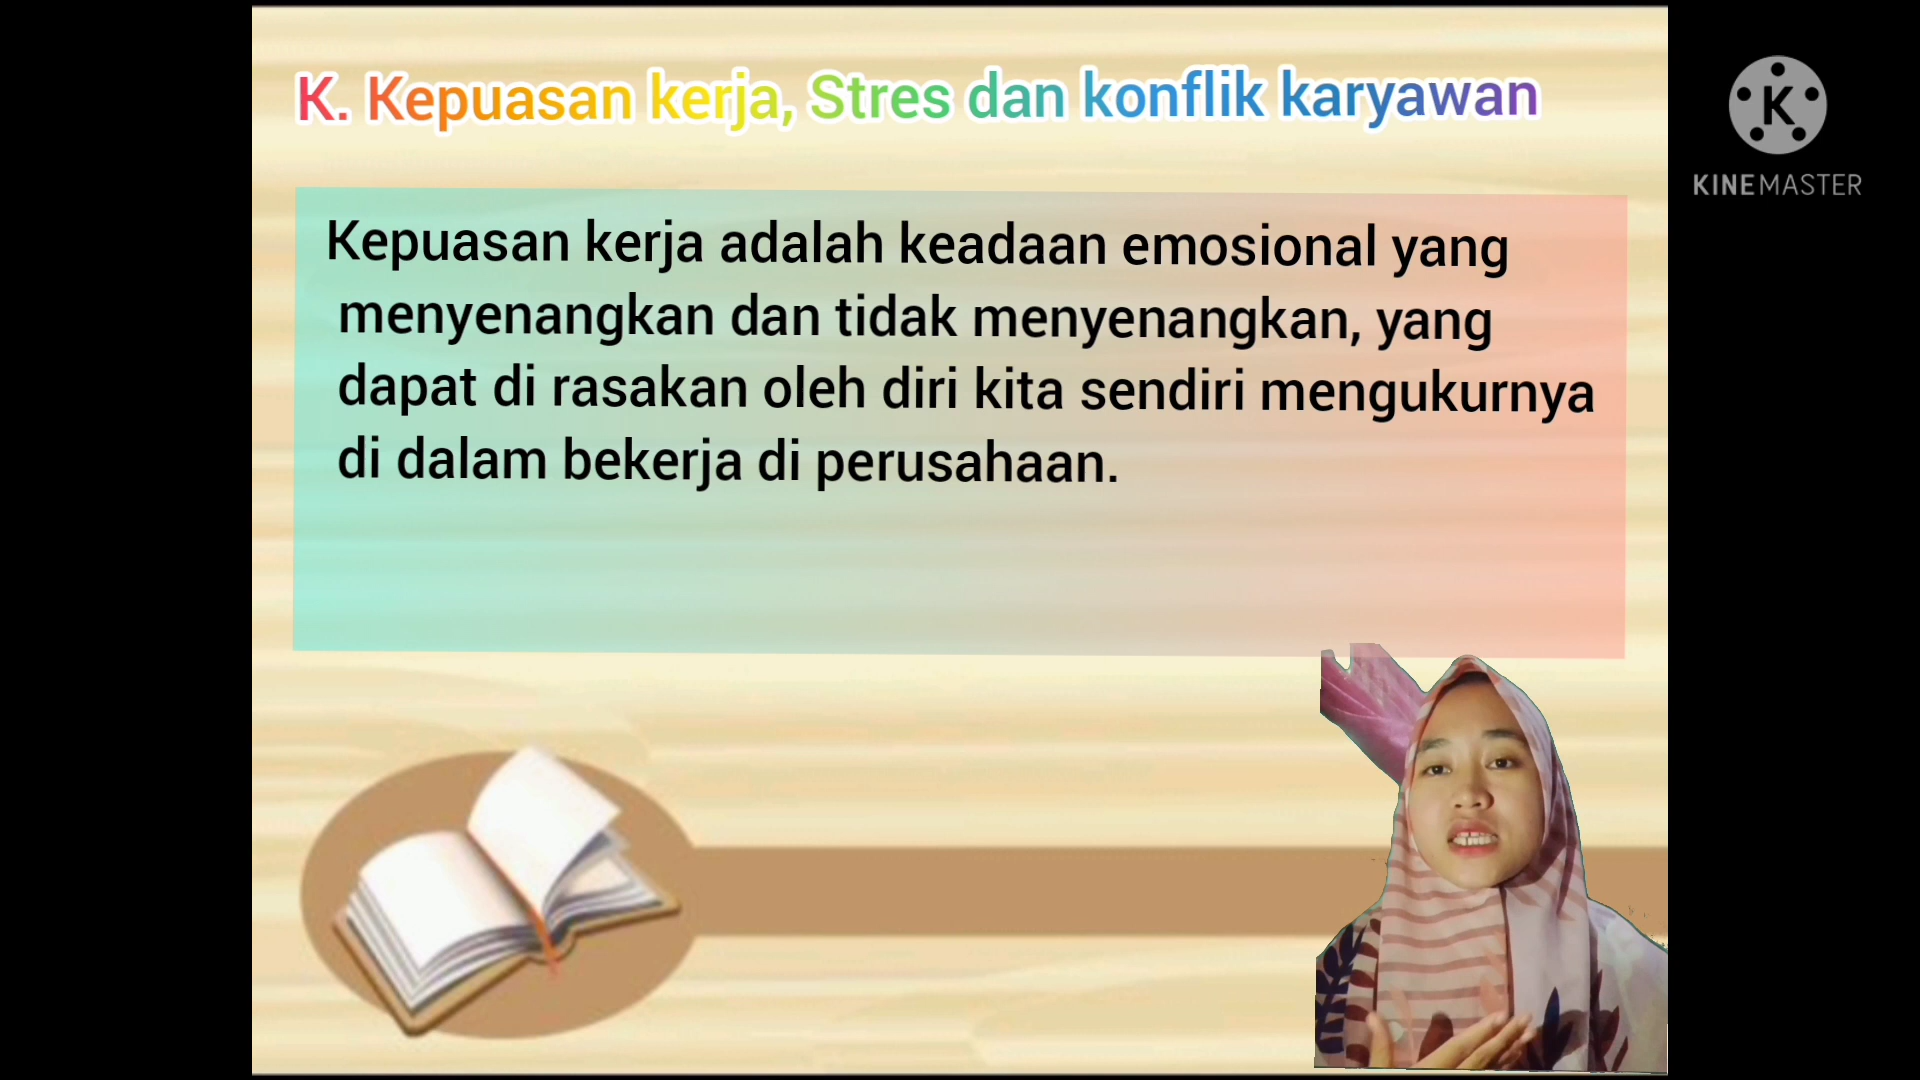 K. Kepuasan kerja, Stres dan konflik karyawan
K
KINEMASTER
Kepuasan kerja adalah keadaan emosional yang
menyenangkan dan tidak menyenangkan, yang
dapat di rasakan oleh diri kita sendiri mengukurnya
di dalam bekerja di perusahaan.